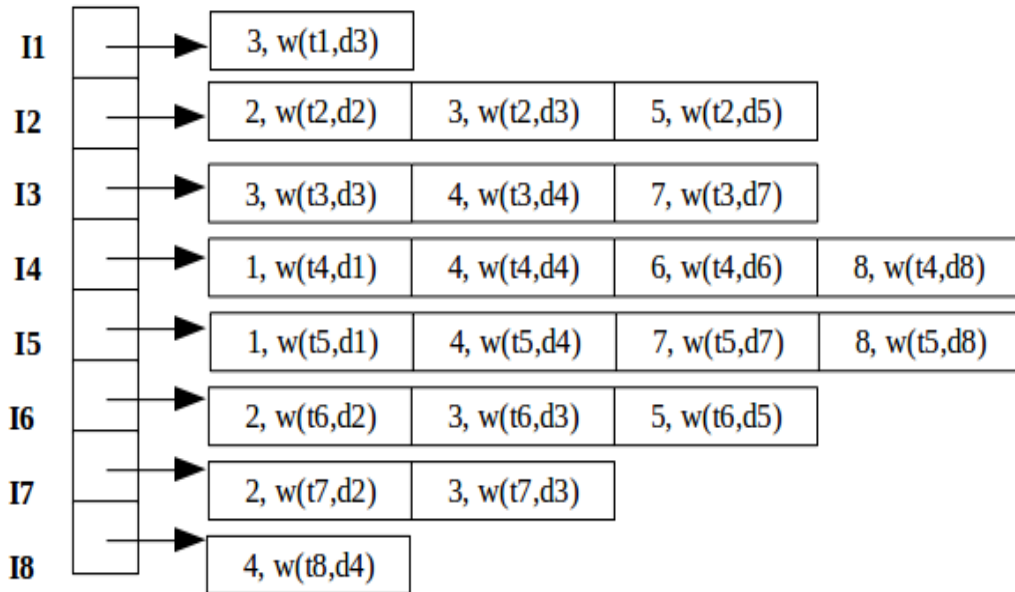 I1 3, w(t1,d3)
I2 2, w(t2,d2) 3, w(t2,d3) 5, w(t2,d5)
I3 3, w(t3,d3) 4, w(t3,d4) 7, w(t3,d7)
I4 1, w(t4,d1) 4, w(t4,d4) 6, w(t4,d6) 8, w(t4,d8)
I5 1, w(t5,d1) 4, w(t5,d4) 7, w(t5,d7) 8, w(t5,d8)
I6 2, w(t6,d2) 3, w(t6,d3) 5, w(t6,d5)
I7 2, w(t7,d2) 3, w(t7,d3)
I8 4, w(t8,d4)